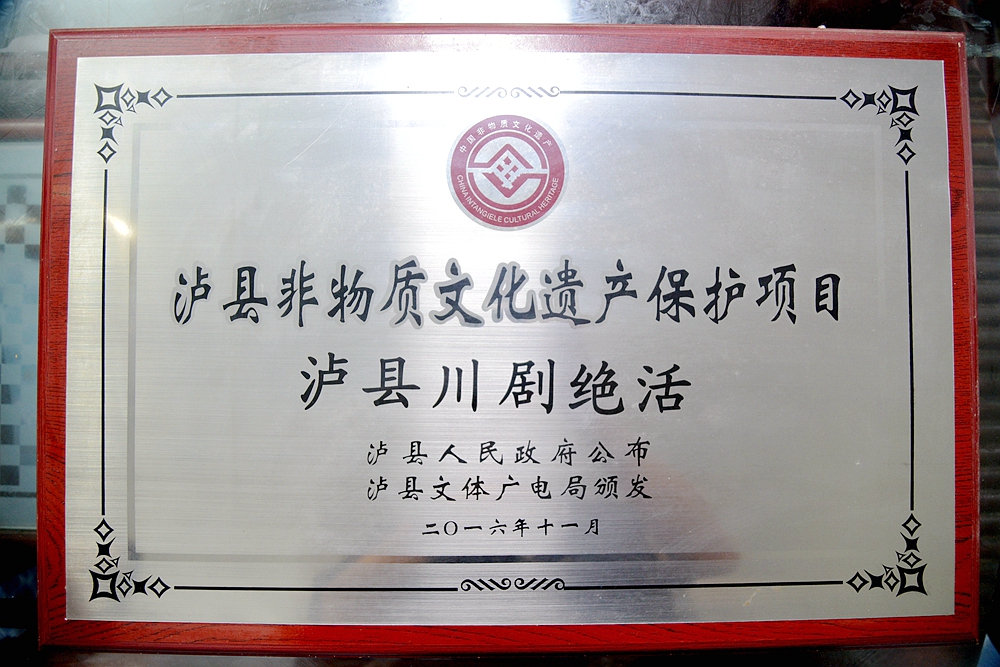 中国非物质文化遗产
CHINA INTANGIELE CULTURAL HERITAGE
泸县非物质文化遗产保护项目
泸县川剧绝活
泸县人民政府公布
泸县文体广电局颁发
二〇一六年十一月